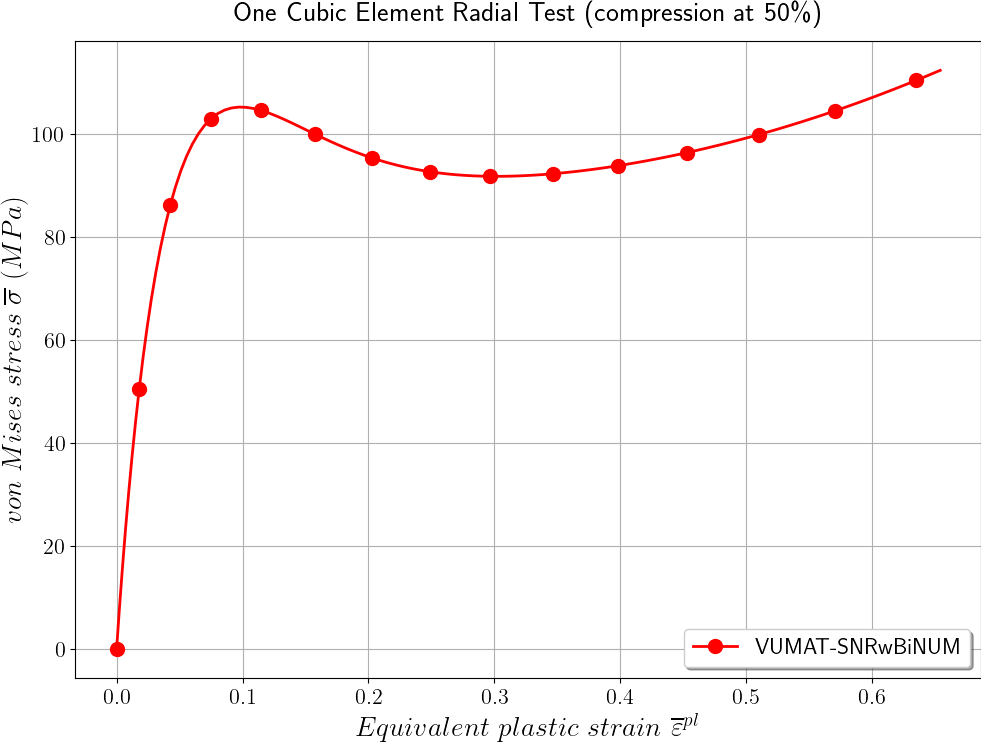 One Cubic Element Radial Test (compression at 50%)
von Mises stress σ̅ (MPa)
100
80
60
40
20
0
0.0 0.1 0.2 0.3 0.4 0.5 0.6
Equivalent plastic strain ε̅^{pl}
VUMAT-SNRwBiNUM